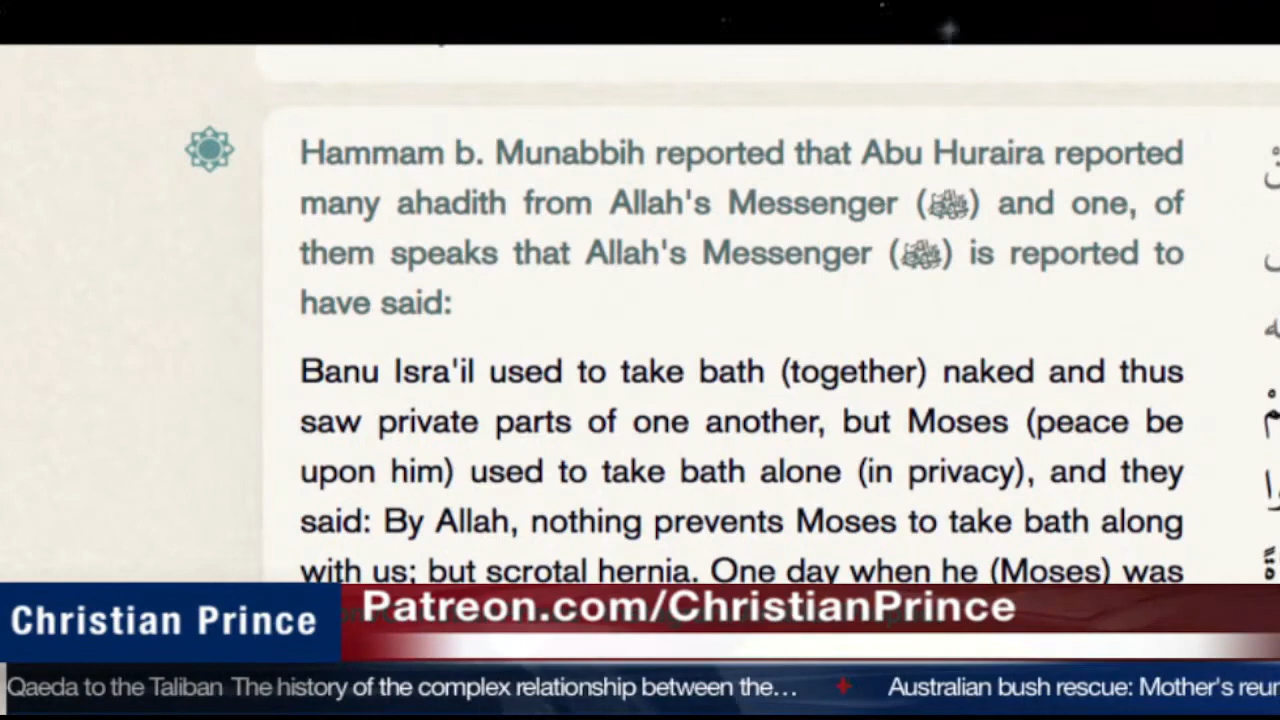 Hammam b. Munabbih reported that Abu Huraira reported
many ahadith from Allah's Messenger (ﷺ) and one, of
them speaks that Allah's Messenger (ﷺ) is reported to
have said:
Banu Isra'il used to take bath (together) naked and thus
saw private parts of one another, but Moses (peace be
upon him) used to take bath alone (in privacy), and they
said: By Allah, nothing prevents Moses to take bath along
with us; but scrotal hernia. One day when he (Moses) was
Christian Prince
Patreon.com/ChristianPrince
Qaeda to the Taliban The history of the complex relationship between the...
Australian bush rescue: Mother's reun